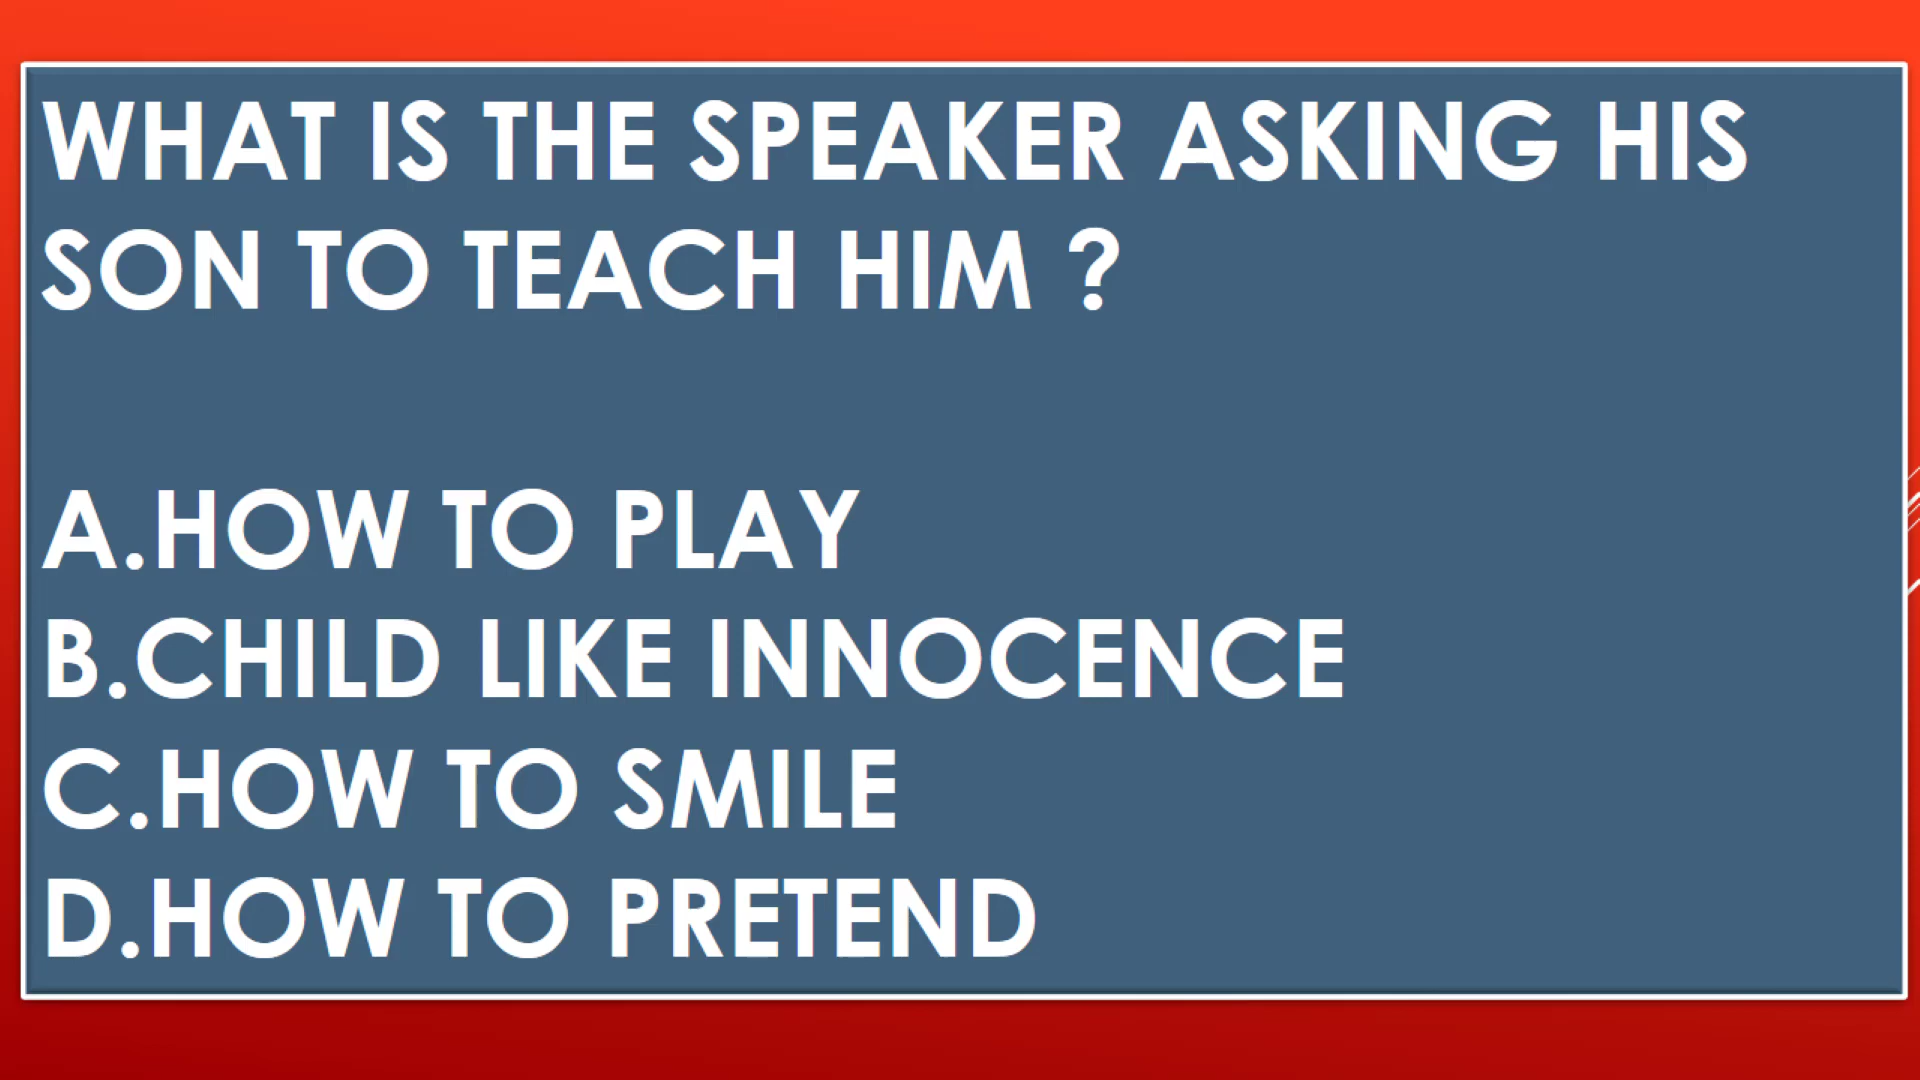 WHAT IS THE SPEAKER ASKING HIS
SON TO TEACH HIM ?
A.HOW TO PLAY
B.CHILD LIKE INNOCENCE
C.HOW TO SMILE
D.HOW TO PRETEND